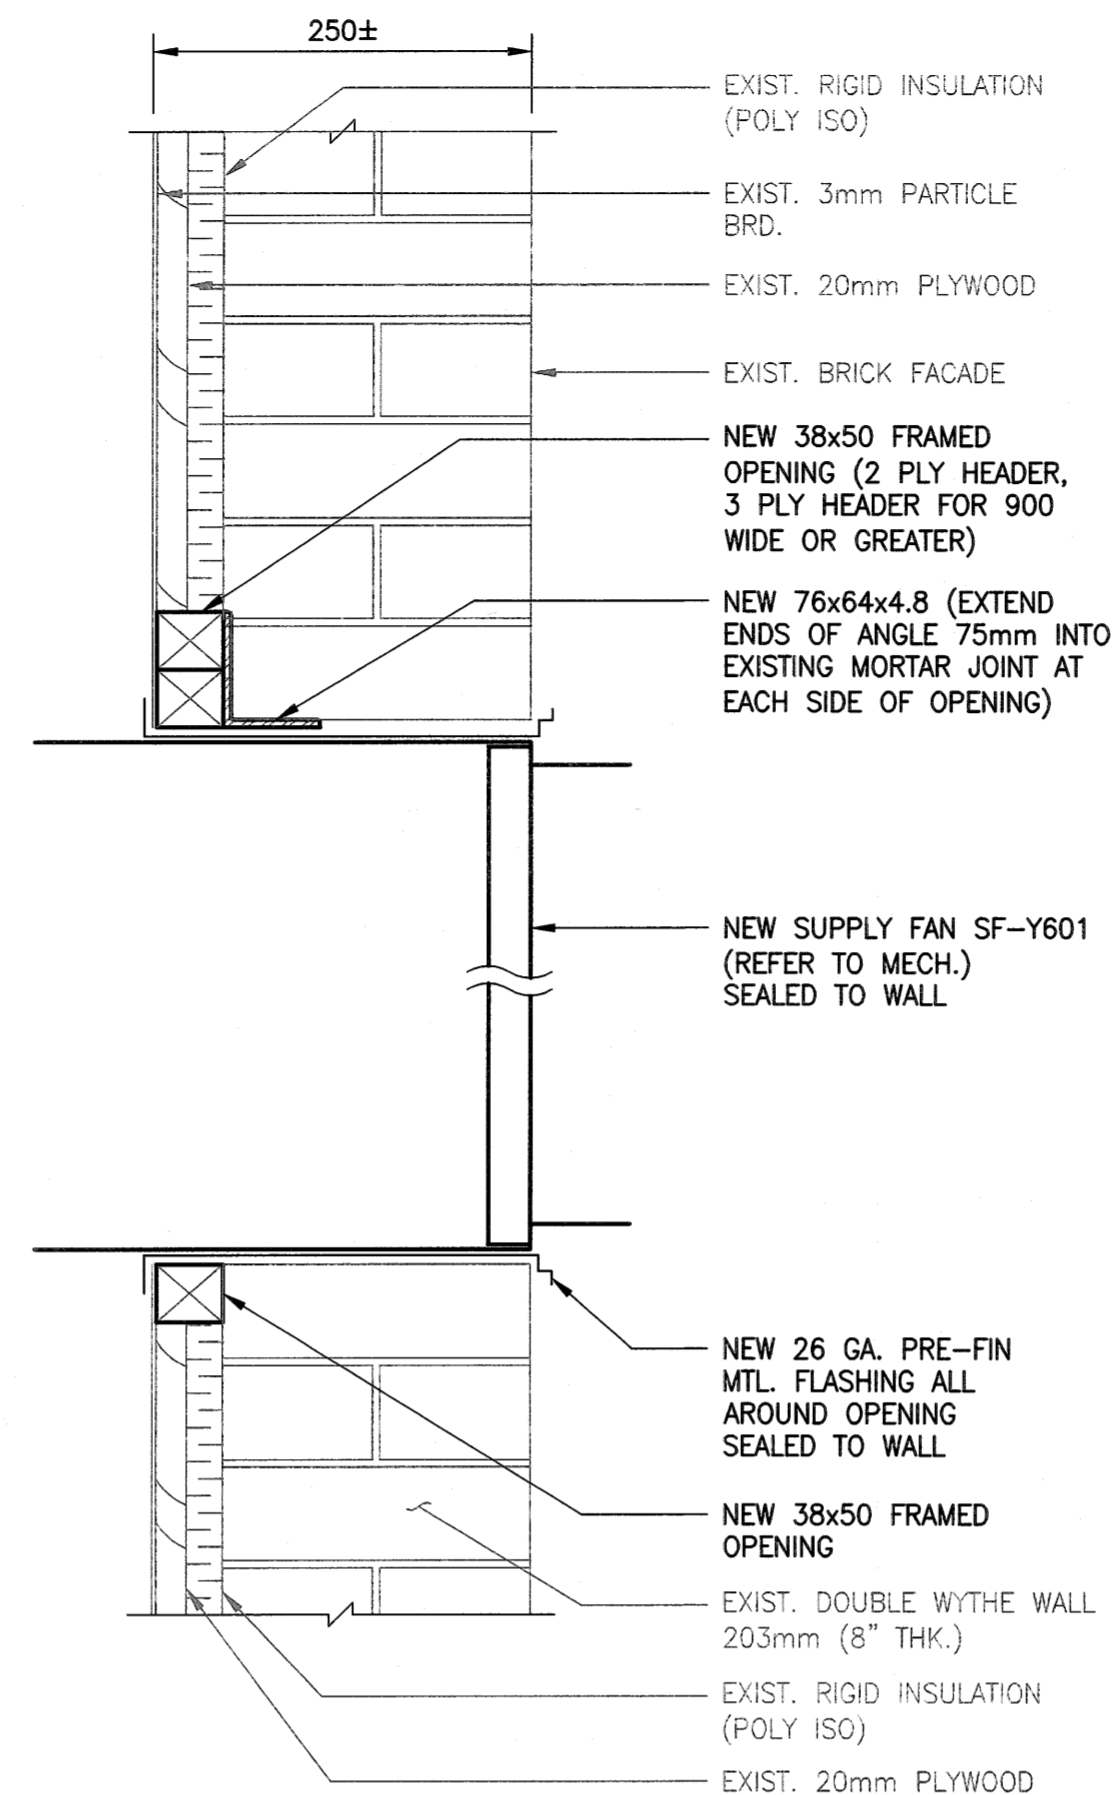 250±
EXIST. RIGID INSULATION
(POLY ISO)
EXIST. 3mm PARTICLE
BRD.
EXIST. 20mm PLYWOOD
EXIST. BRICK FACADE
NEW 38x50 FRAMED
OPENING (2 PLY HEADER,
3 PLY HEADER FOR 900
WIDE OR GREATER)
NEW 76x64x4.8 (EXTEND
ENDS OF ANGLE 75mm INTO
EXISTING MORTAR JOINT AT
EACH SIDE OF OPENING)
NEW SUPPLY FAN SF-Y601
(REFER TO MECH.)
SEALED TO WALL
NEW 26 GA. PRE-FIN
MTL. FLASHING ALL
AROUND OPENING
SEALED TO WALL
NEW 38x50 FRAMED
OPENING
EXIST. DOUBLE WYTHE WALL
203mm (8" THK.)
EXIST. RIGID INSULATION
(POLY ISO)
EXIST. 20mm PLYWOOD